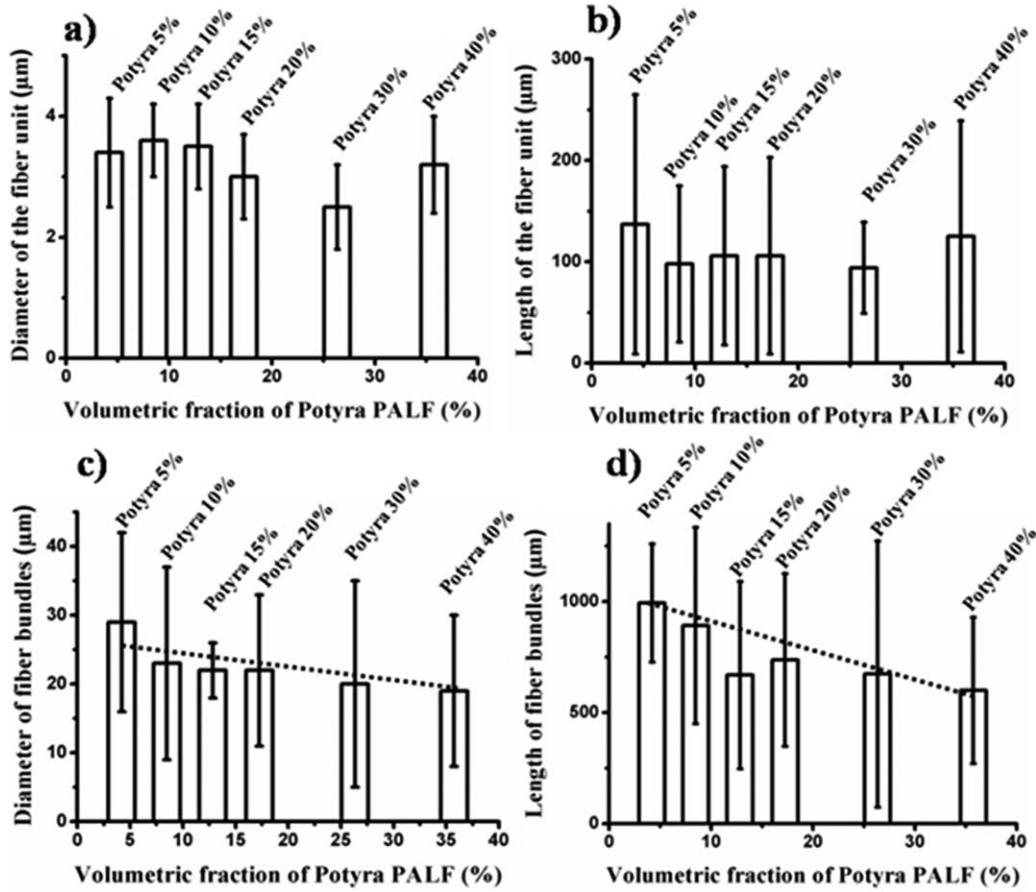 a)
Potyra 5%
Potyra 10%
Potyra 15%
Potyra 20%
Potyra 30%
Potyra 40%
Diameter of the fiber unit (μm)
4
2
0
0 10 20 30 40
Volumetric fraction of Potyra PALF (%)
b)
Potyra 5%
Potyra 10%
Potyra 15%
Potyra 20%
Potyra 30%
Potyra 40%
Length of the fiber unit (μm)
300
200
100
0
0 10 20 30 40
Volumetric fraction of Potyra PALF (%)
c)
Potyra 5%
Potyra 10%
Potyra 15%
Potyra 20%
Potyra 30%
Potyra 40%
Diameter of fiber bundles (μm)
40
30
20
10
0
0 5 10 15 20 25 30 35 40
Volumetric fraction of Potyra PALF (%)
d)
Potyra 5%
Potyra 10%
Potyra 15%
Potyra 20%
Potyra 30%
Potyra 40%
Length of fiber bundles (μm)
1000
500
0
0 10 20 30 40
Volumetric fraction of Potyra PALF (%)